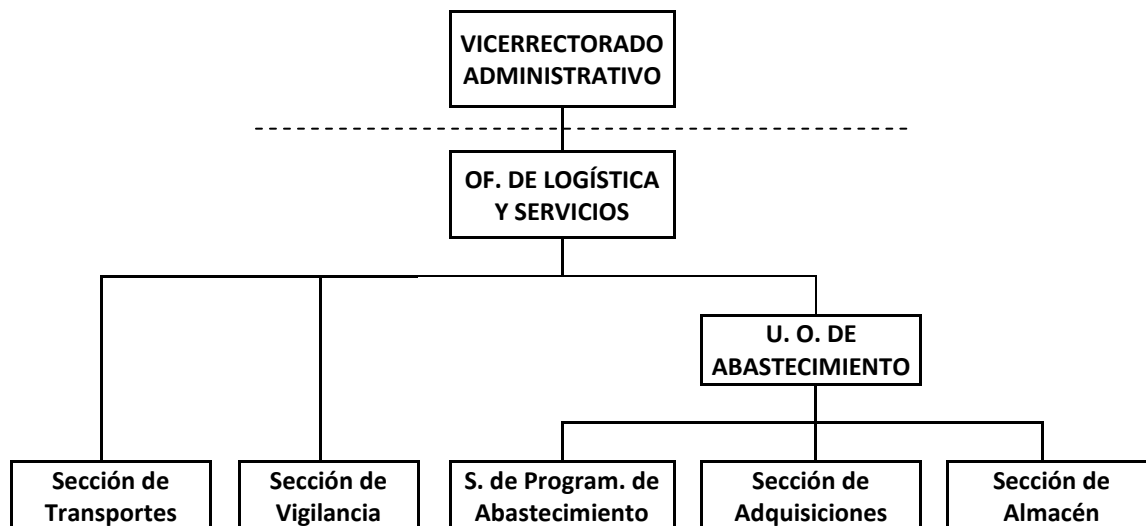 VICERRECTORADO
ADMINISTRATIVO
OF. DE LOGÍSTICA
Y SERVICIOS
U. O. DE
ABASTECIMIENTO
Sección de
Transportes
Sección de
Vigilancia
S. de Program. de
Abastecimiento
Sección de
Adquisiciones
Sección de
Almacén